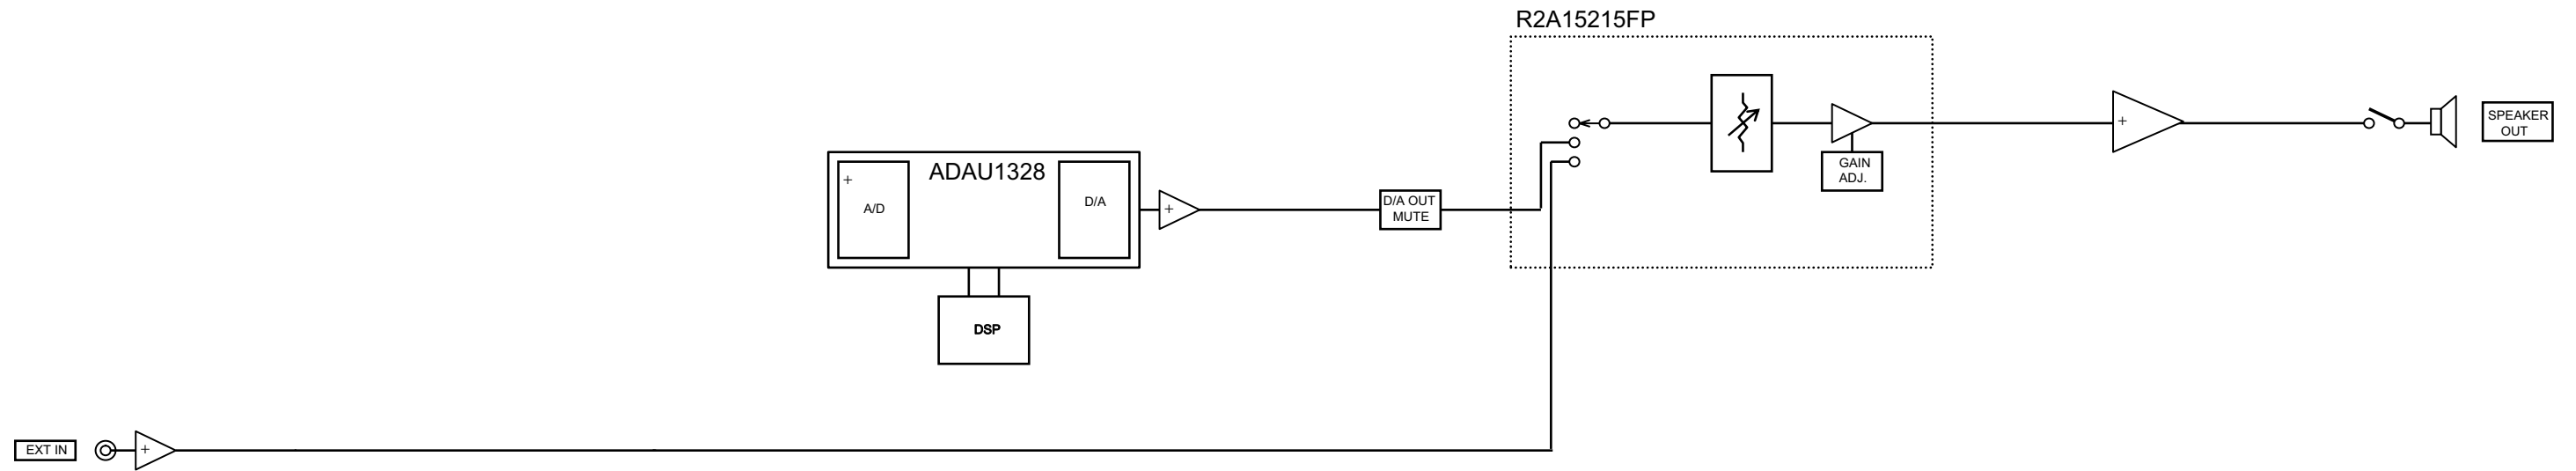 R2A15215FP
+
SPEAKER
OUT
GAIN
ADJ.
ADAU1328
+
A/D
D/A
+
D/A OUT
MUTE
DSP
EXT IN
+